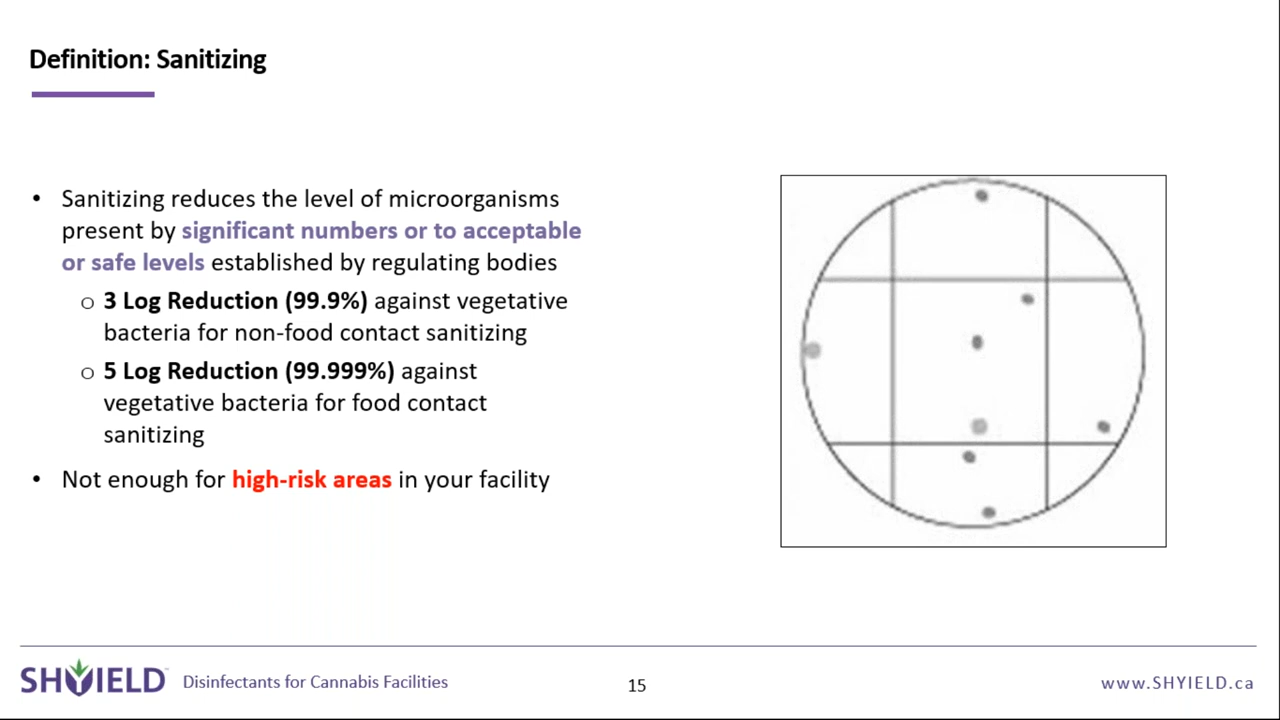 Definition: Sanitizing
• Sanitizing reduces the level of microorganisms
present by significant numbers or to acceptable
or safe levels established by regulating bodies
o 3 Log Reduction (99.9%) against vegetative
bacteria for non-food contact sanitizing
o 5 Log Reduction (99.999%) against
vegetative bacteria for food contact
sanitizing
• Not enough for high-risk areas in your facility
SHYIELD™ Disinfectants for Cannabis Facilities
15
www.SHYIELD.ca